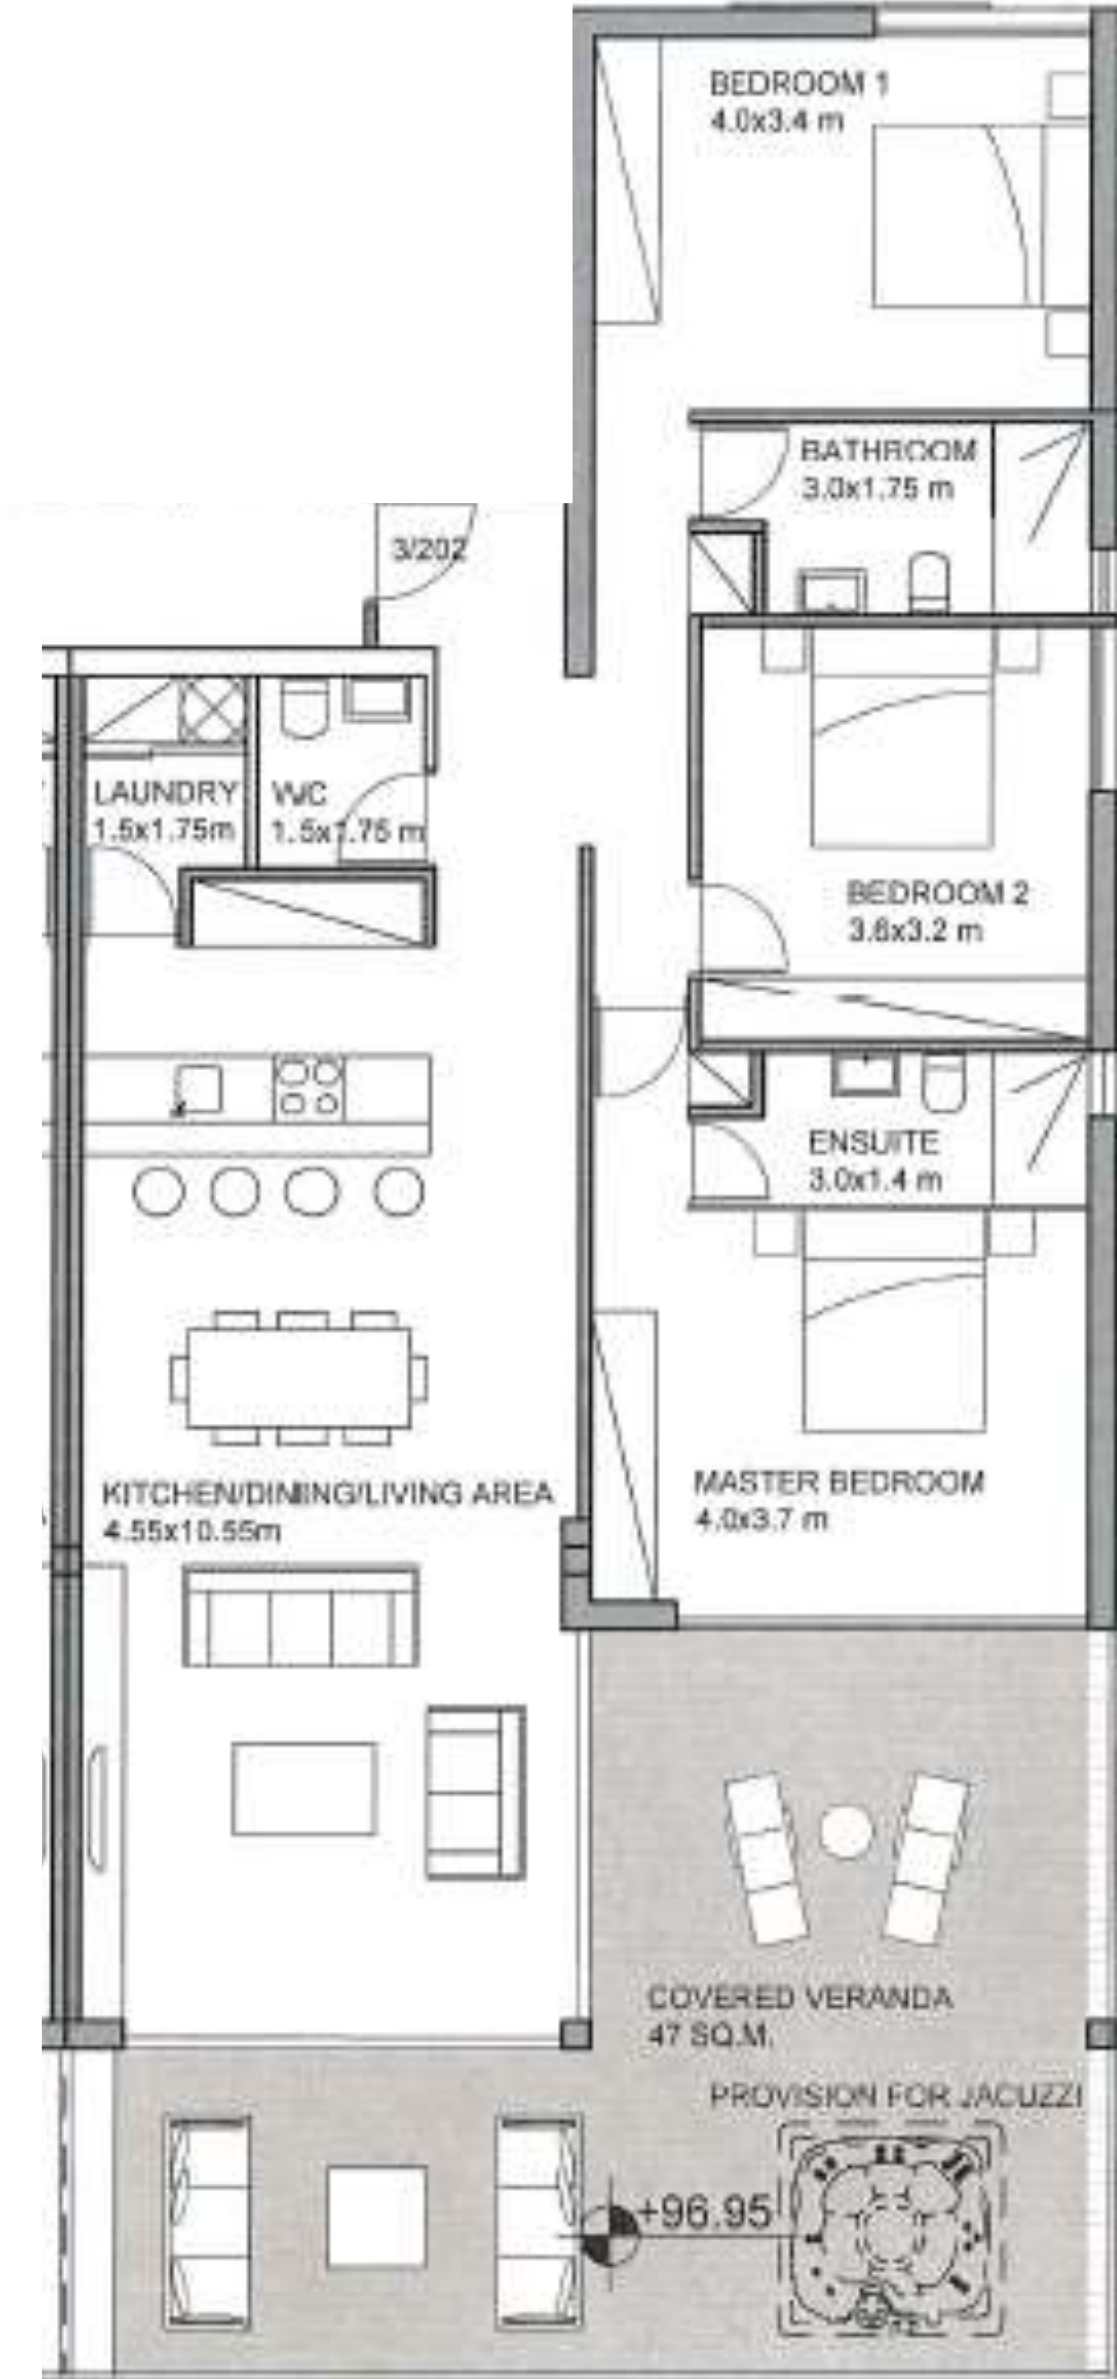 BEDROOM 1
4.0x3.4 m
BATHROOM
3.0x1.75 m
3/202
LAUNDRY
1.5x1.75m
WC
1.5x1.75 m
BEDROOM 2
3.6x3.2 m
ENSUITE
3.0x1.4 m
KITCHEN/DINING/LIVING AREA
4.55x10.55m
MASTER BEDROOM
4.0x3.7 m
COVERED VERANDA
47 SQ.M.
PROVISION FOR JACUZZI
+96.95